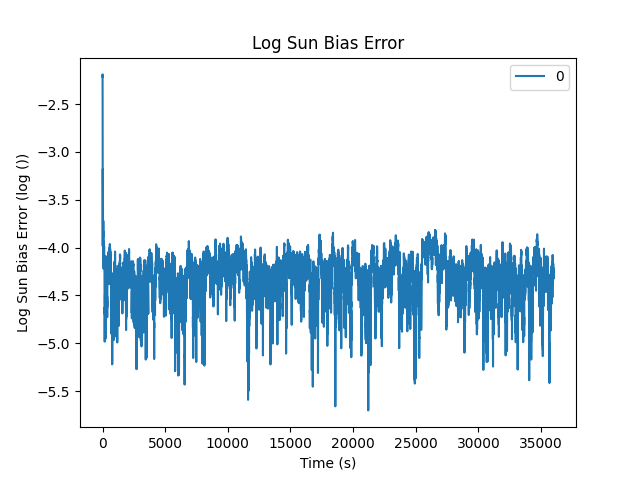 Log Sun Bias Error
0
Log Sun Bias Error (log ())
−2.5
−3.0
−3.5
−4.0
−4.5
−5.0
−5.5
0 5000 10000 15000 20000 25000 30000 35000
Time (s)